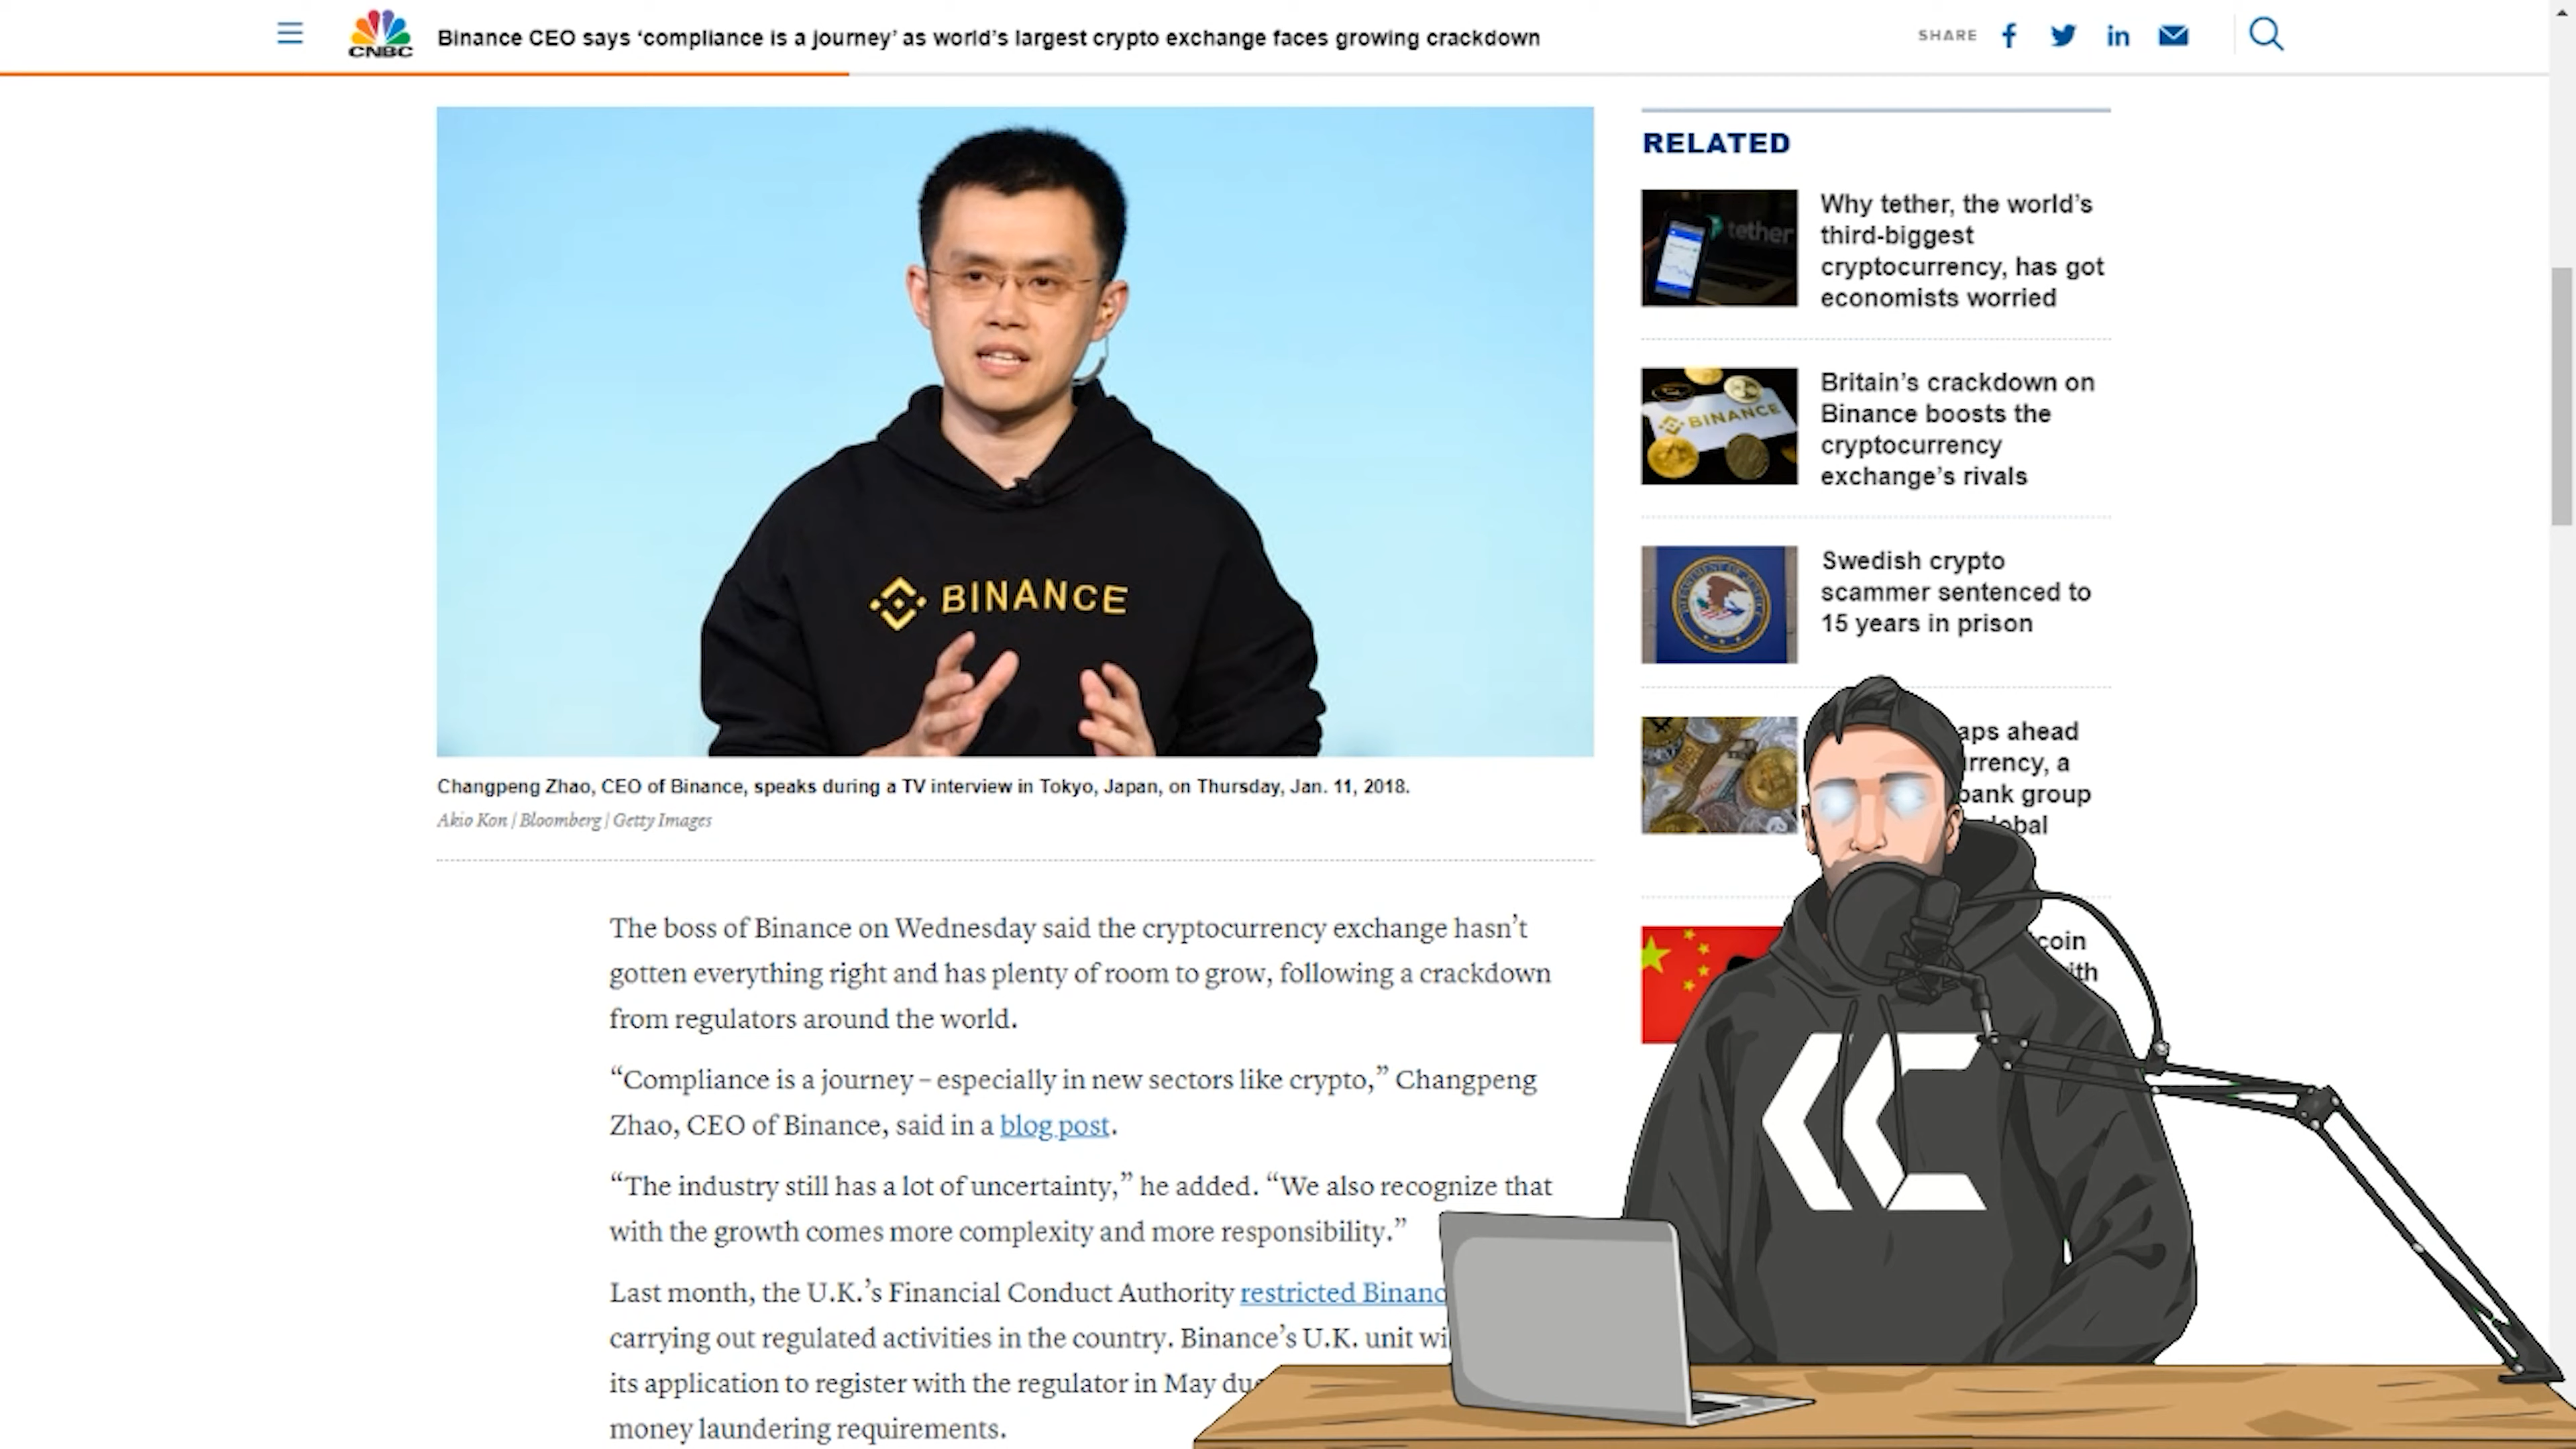 CNBC
Binance CEO says ‘compliance is a journey’ as world’s largest crypto exchange faces growing crackdown
SHARE
BINANCE
Changpeng Zhao, CEO of Binance, speaks during a TV interview in Tokyo, Japan, on Thursday, Jan. 11, 2018.
Akio Kon | Bloomberg | Getty Images
The boss of Binance on Wednesday said the cryptocurrency exchange hasn’t
gotten everything right and has plenty of room to grow, following a crackdown
from regulators around the world.
“Compliance is a journey – especially in new sectors like crypto,” Changpeng
Zhao, CEO of Binance, said in a blog post.
“The industry still has a lot of uncertainty,” he added. “We also recognize that
with the growth comes more complexity and more responsibility.”
Last month, the U.K.’s Financial Conduct Authority restricted
carrying out regulated activities in the country. Binance’s U.K. unit
its application to register with the regulator in May
money laundering requirements.
RELATED
tether
Why tether, the world’s
third-biggest
cryptocurrency, has got
economists worried
BINANCE
Britain’s crackdown on
Binance boosts the
cryptocurrency
exchange’s rivals
Swedish crypto
scammer sentenced to
15 years in prison
ahead
a
bank group